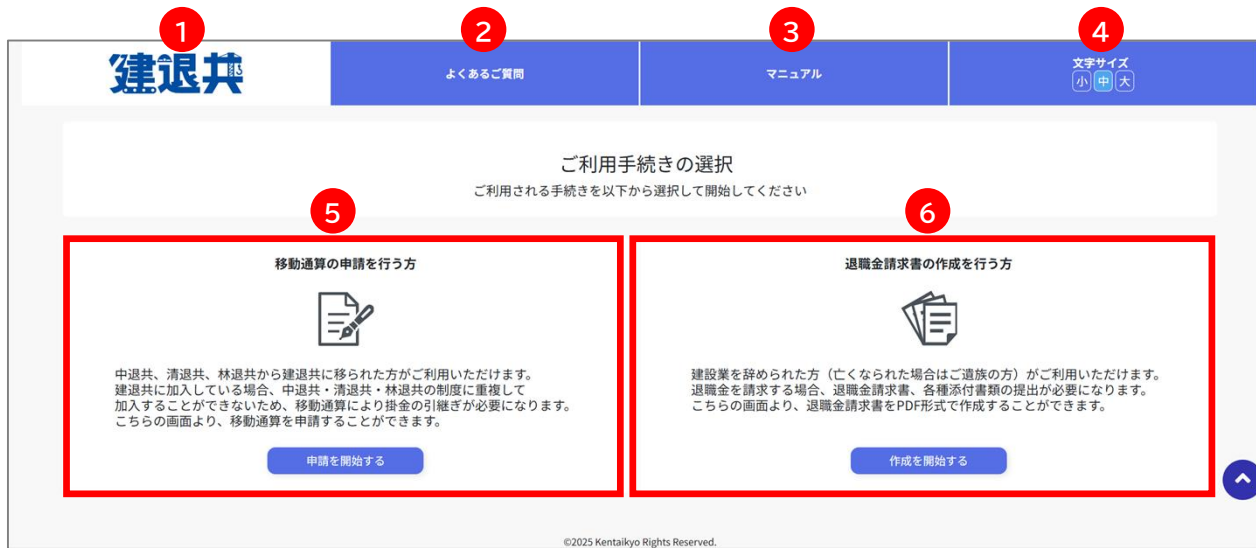 1
2
3
4
建退共
よくあるご質問
マニュアル
文字サイズ
小 中 大
ご利用手続きの選択
ご利用される手続きを以下から選択して開始してください
5
6
移動通算の申請を行う方
中退共、清退共、林退共から建退共に移られた方がご利用いただけます。
建退共に加入している場合、中退共・清退共・林退共の制度に重複して
加入することができないため、移動通算により掛金の引継ぎが必要になります。
こちらの画面より、移動通算を申請することができます。
申請を開始する
退職金請求書の作成を行う方
建設業を辞められた方（亡くなられた場合はご遺族の方）がご利用いただけます。
退職金を請求する場合、退職金請求書、各種添付書類の提出が必要になります。
こちらの画面より、退職金請求書をPDF形式で作成することができます。
作成を開始する
©2025 Kentaikyo Rights Reserved.